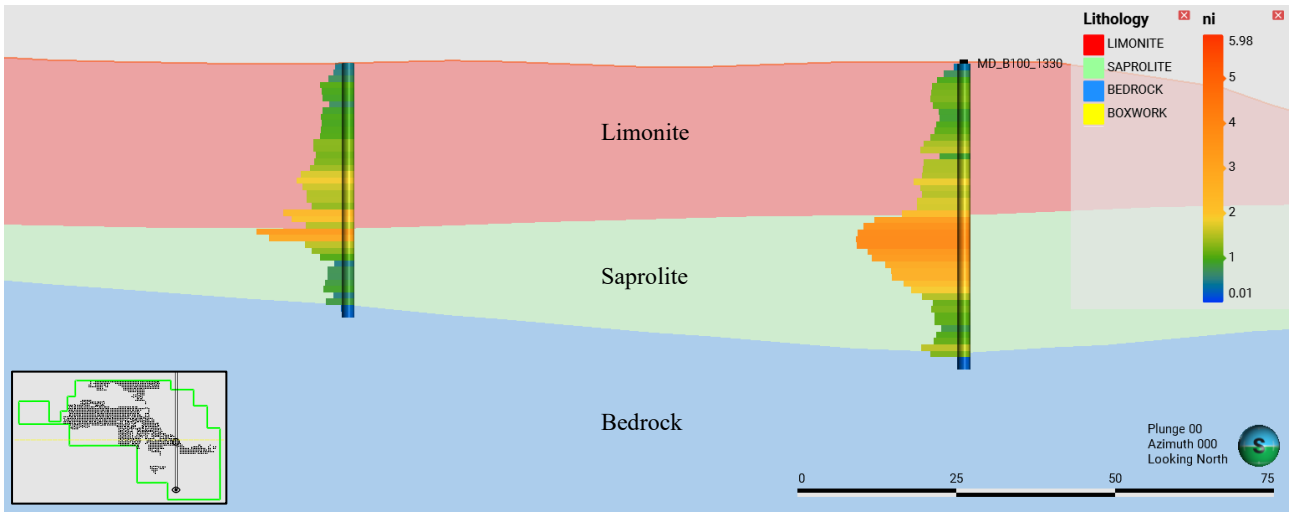 Lithology
LIMONITE
SAPROLITE
BEDROCK
BOXWORK
ni
5.98
5
4
3
2
1
0.01
MD_B100_1330
Limonite
Saprolite
Bedrock
Plunge 00
Azimuth 000
Looking North
S
0 25 50 75